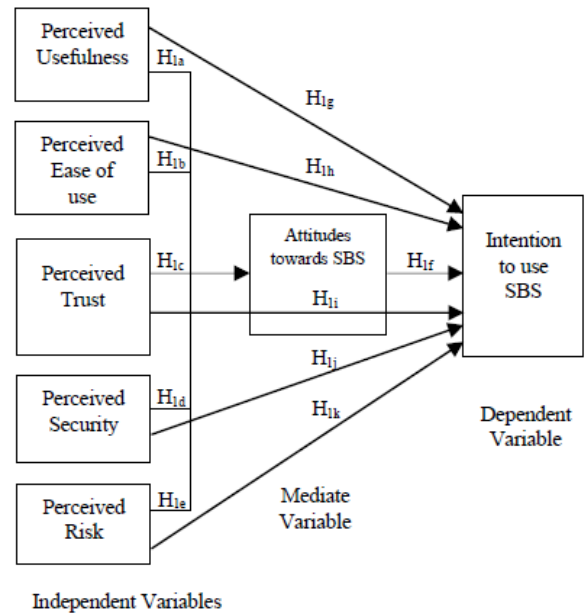 Perceived
Usefulness
H1a
H1g
Perceived
Ease of
use
H1b
H1h
Perceived
Trust
H1c
Attitudes
towards SBS
H1f
H1i
Intention
to use
SBS
Perceived
Security
H1d
H1j
Perceived
Risk
H1e
H1k
Mediate
Variable
Dependent
Variable
Independent Variables